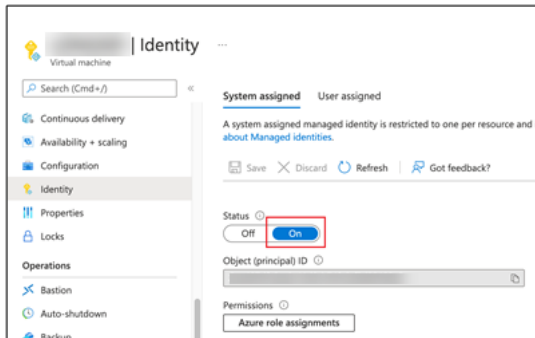 | Identity ...
Virtual machine
Search (Cmd+/)
«
Continuous delivery
Availability + scaling
Configuration
Identity
Properties
Locks
Operations
Bastion
Auto-shutdown
Backup
System assigned User assigned
A system assigned managed identity is restricted to one per resource and
about Managed identities.
Save Discard Refresh Got feedback?
Status
Off On
Object (principal) ID
Permissions
Azure role assignments